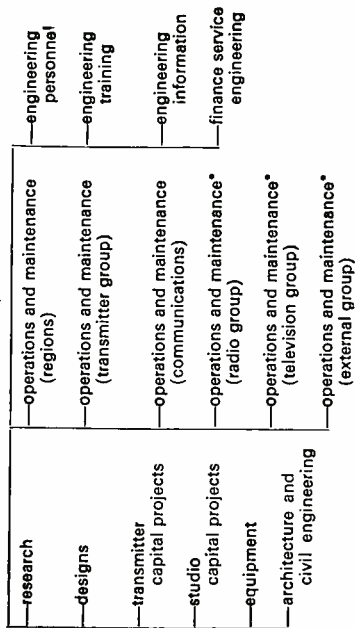 research
designs
transmitter
capital projects
studio
capital projects
equipment
architecture and
civil engineering
operations and maintenance
(regions)
operations and maintenance
(transmitter group)
operations and maintenance
(communications)
operations and maintenance*
(radio group)
operations and maintenance*
(television group)
operations and maintenance*
(external group)
engineering
personnel
engineering
training
engineering
information
finance service
engineering